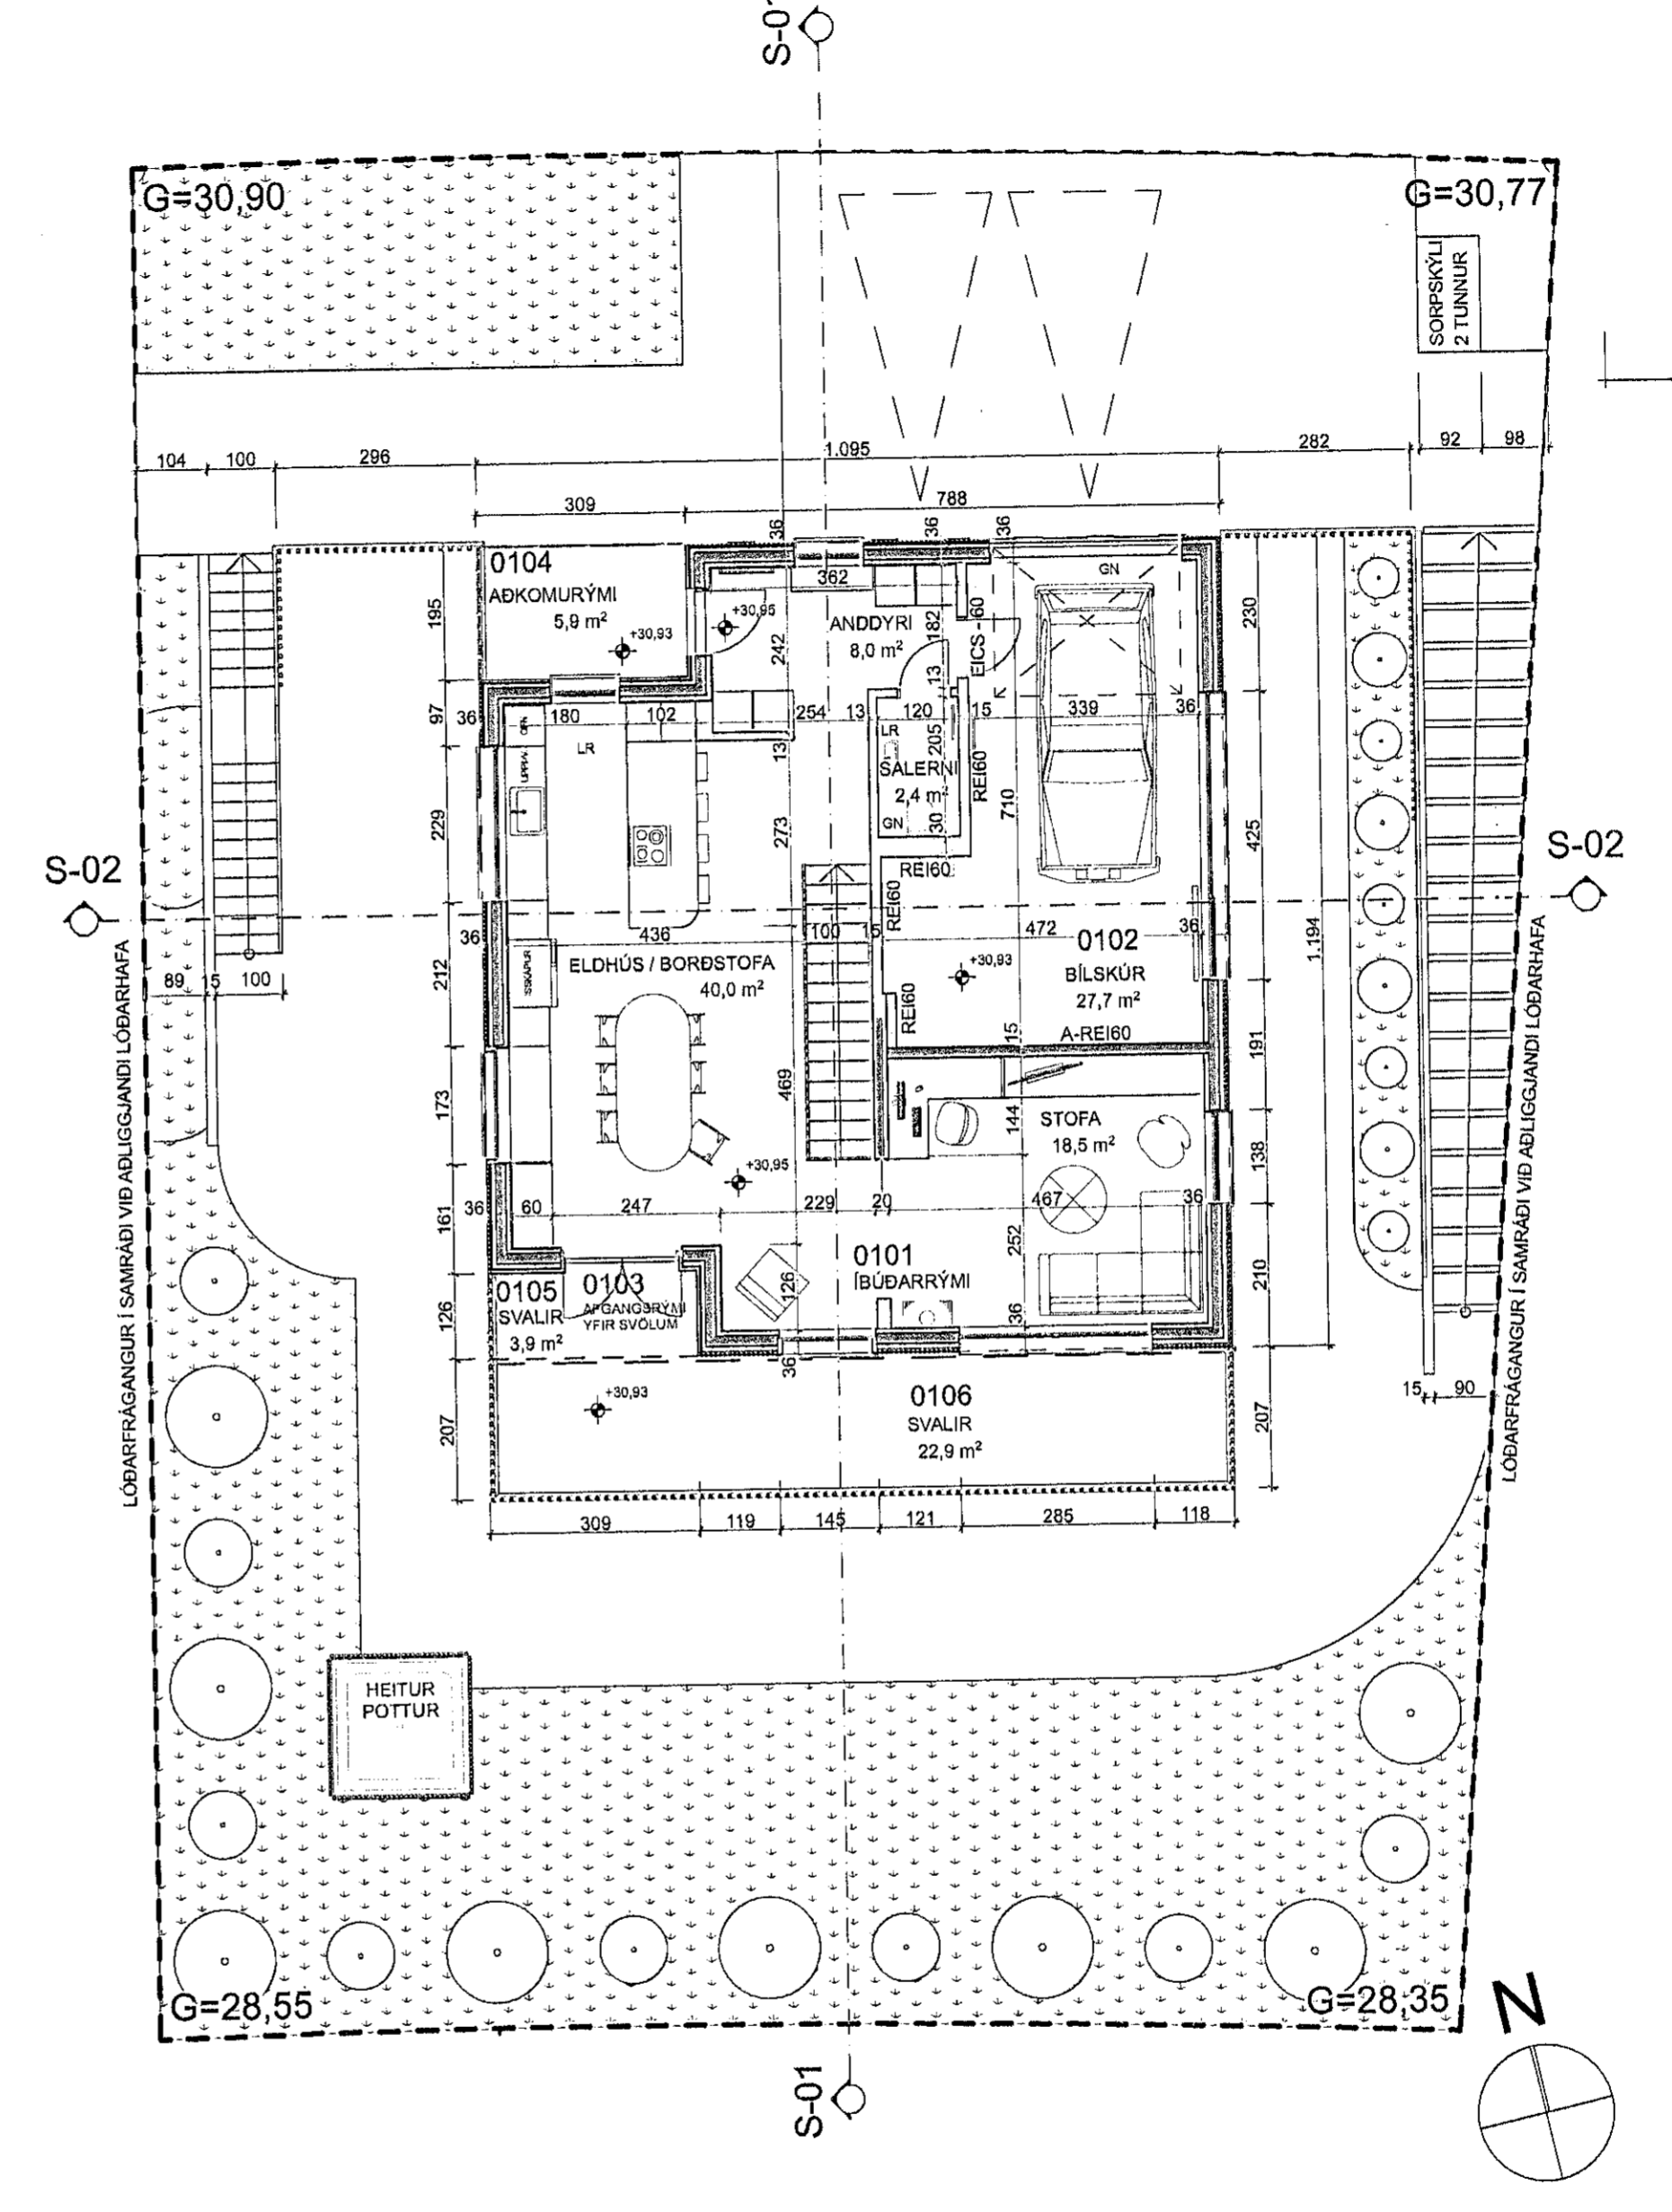 S-01
G=30,90
G=30,77
SORPSKÝLI
2 TUNNUR
104
100
296
1.095
282
92
98
309
788
36
36
36
0104
AÐKOMURÝMI
5,9 m²
+30,93
+30,95
362
ANDDYRI
8,0 m²
182
242
13
EICS - 60
GN
195
230
97
36
180
102
254
13
120
15
339
36
OFN
LR
UPPÞV.
13
LR
205
SALERNI
2,4 m²
GN
30
REI60
710
229
273
425
S-02
S-02
REI60
REI60
36
436
100
15
472
36
ELDHÚS / BORÐSTOFA
40,0 m²
ÍSSKÁPUR
212
+30,93
0102
BÍLSKÚR
27,7 m²
1.194
89
15
100
REI60
15
A-REI60
191
173
469
144
STOFA
18,5 m²
138
+30,95
36
60
247
229
20
467
36
161
252
210
0101
ÍBÚÐARRÝMI
126
36
0105
SVALIR
3,9 m²
0103
AFGANGSRÝMI
YFIR SVÖLUM
126
36
LÓÐARFRÁGANGUR Í SAMRÁÐI VIÐ AÐLIGGJANDI LÓÐARHAFA
LÓÐARFRÁGANGUR Í SAMRÁÐI VIÐ AÐLIGGJANDI LÓÐARHAFA
15
90
+30,93
0106
SVALIR
22,9 m²
207
207
309
119
145
121
285
118
HEITUR
POTTUR
G=28,55
G=28,35
N
S-01